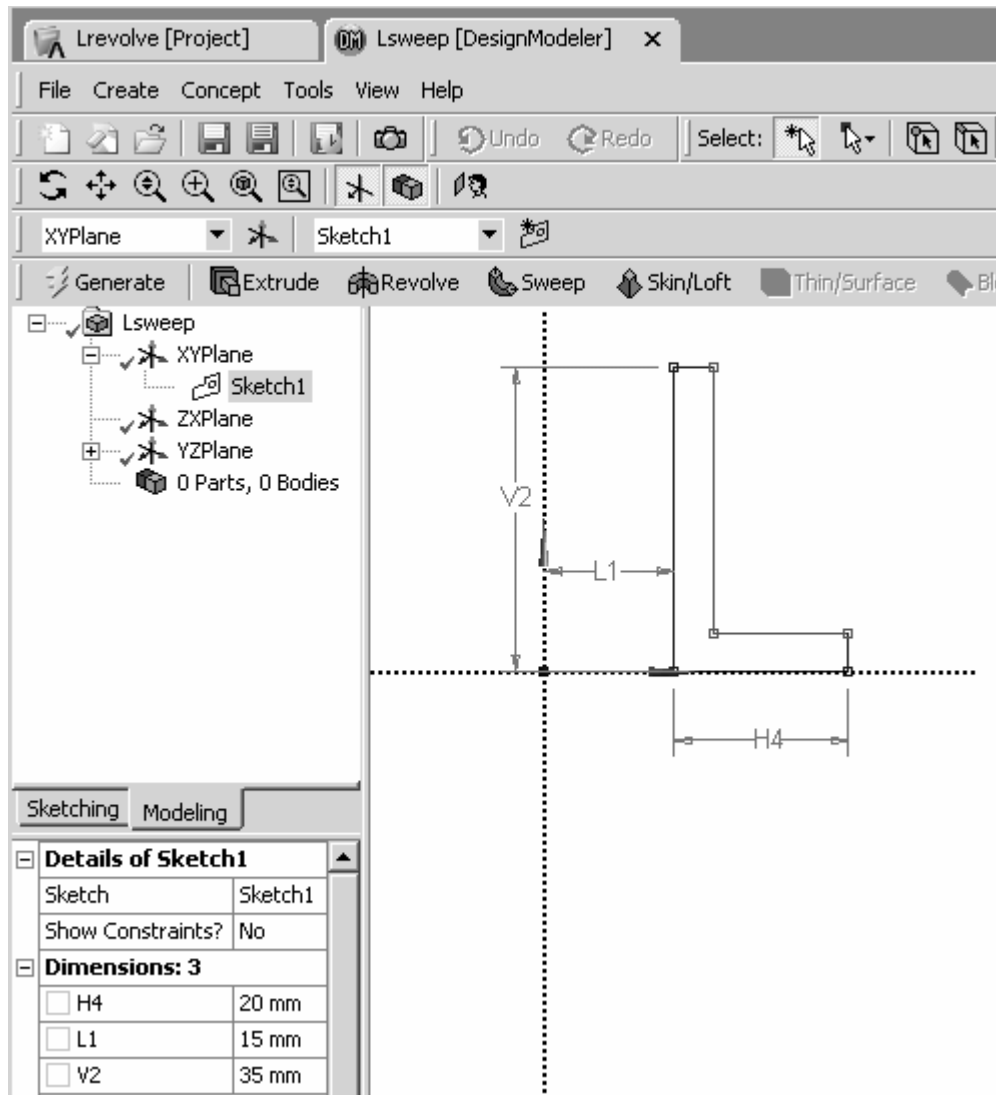 Lrevolve [Project] Lsweep [DesignModeler] ×
File Create Concept Tools View Help
Undo Redo Select:
XYPlane Sketch1
Generate Extrude Revolve Sweep Skin/Loft Thin/Surface Bl
Lsweep
XYPlane
Sketch1
ZXPlane
YZPlane
0 Parts, 0 Bodies
V2
L1
H4
Sketching Modeling
Details of Sketch1
Sketch Sketch1
Show Constraints? No
Dimensions: 3
H4 20 mm
L1 15 mm
V2 35 mm